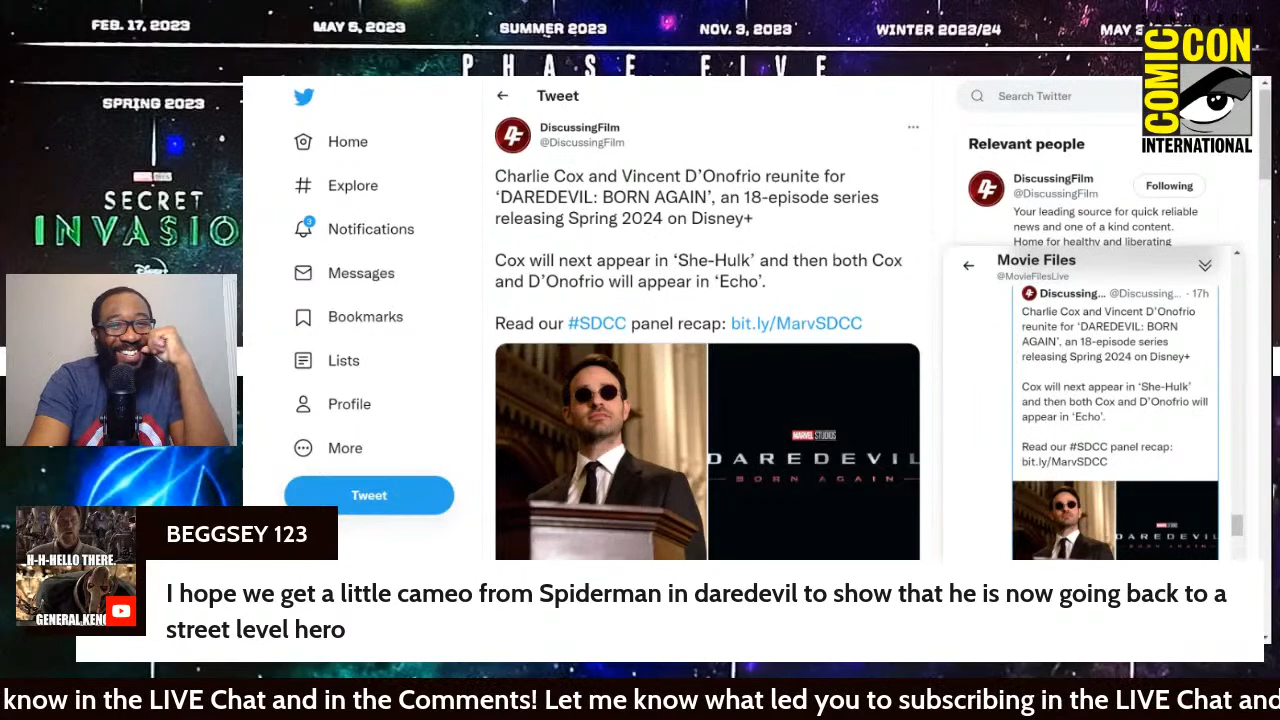 FEB. 17, 2023
MAY 5, 2023
SUMMER 2023
NOV. 3, 2023
WINTER 2023/24
MAY 3
PHASE FIVE
COMIC CON
INTERNATIONAL
SPRING 2023
SECRET
INVASIO
Tweet
Search Twitter
Home
Explore
3
Notifications
Messages
Bookmarks
Lists
Profile
More
Tweet
DiscussingFilm
@DiscussingFilm
Charlie Cox and Vincent D’Onofrio reunite for
‘DAREDEVIL: BORN AGAIN’, an 18-episode series
releasing Spring 2024 on Disney+
Cox will next appear in ‘She-Hulk’ and then both Cox
and D’Onofrio will appear in ‘Echo’.
Read our #SDCC panel recap: bit.ly/MarvSDCC
MARVEL STUDIOS
DAREDEVIL
BORN AGAIN
Relevant people
DiscussingFilm
@DiscussingFilm
Following
Your leading source for quick reliable
news and one of a kind content.
Home for healthy and liberating
Movie Files
@MovieFilesLive
Discussing... @Discussing... · 17h
Charlie Cox and Vincent D’Onofrio
reunite for ‘DAREDEVIL: BORN
AGAIN’, an 18-episode series
releasing Spring 2024 on Disney+
Cox will next appear in ‘She-Hulk’
and then both Cox and D’Onofrio will
appear in ‘Echo’.
Read our #SDCC panel recap:
bit.ly/MarvSDCC
DAREDEVIL
BORN AGAIN
H-H-HELLO THERE.
GENERAL KENO
BEGGSEY 123
I hope we get a little cameo from Spiderman in daredevil to show that he is now going back to a
street level hero
know in the LIVE Chat and in the Comments! Let me know what led you to subscribing in the LIVE Chat and